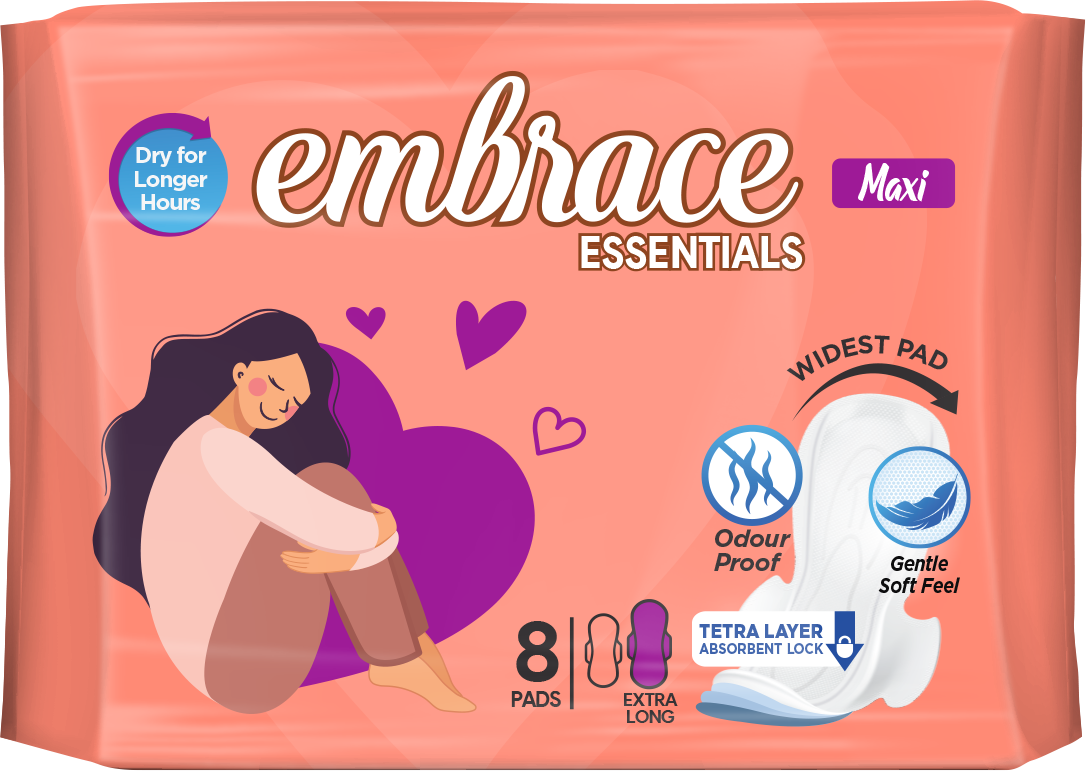 Dry for
Longer
Hours
embrace
ESSENTIALS
Maxi
WIDEST PAD
Odour
Proof
Gentle
Soft Feel
TETRA LAYER
ABSORBENT LOCK
8
PADS
EXTRA
LONG